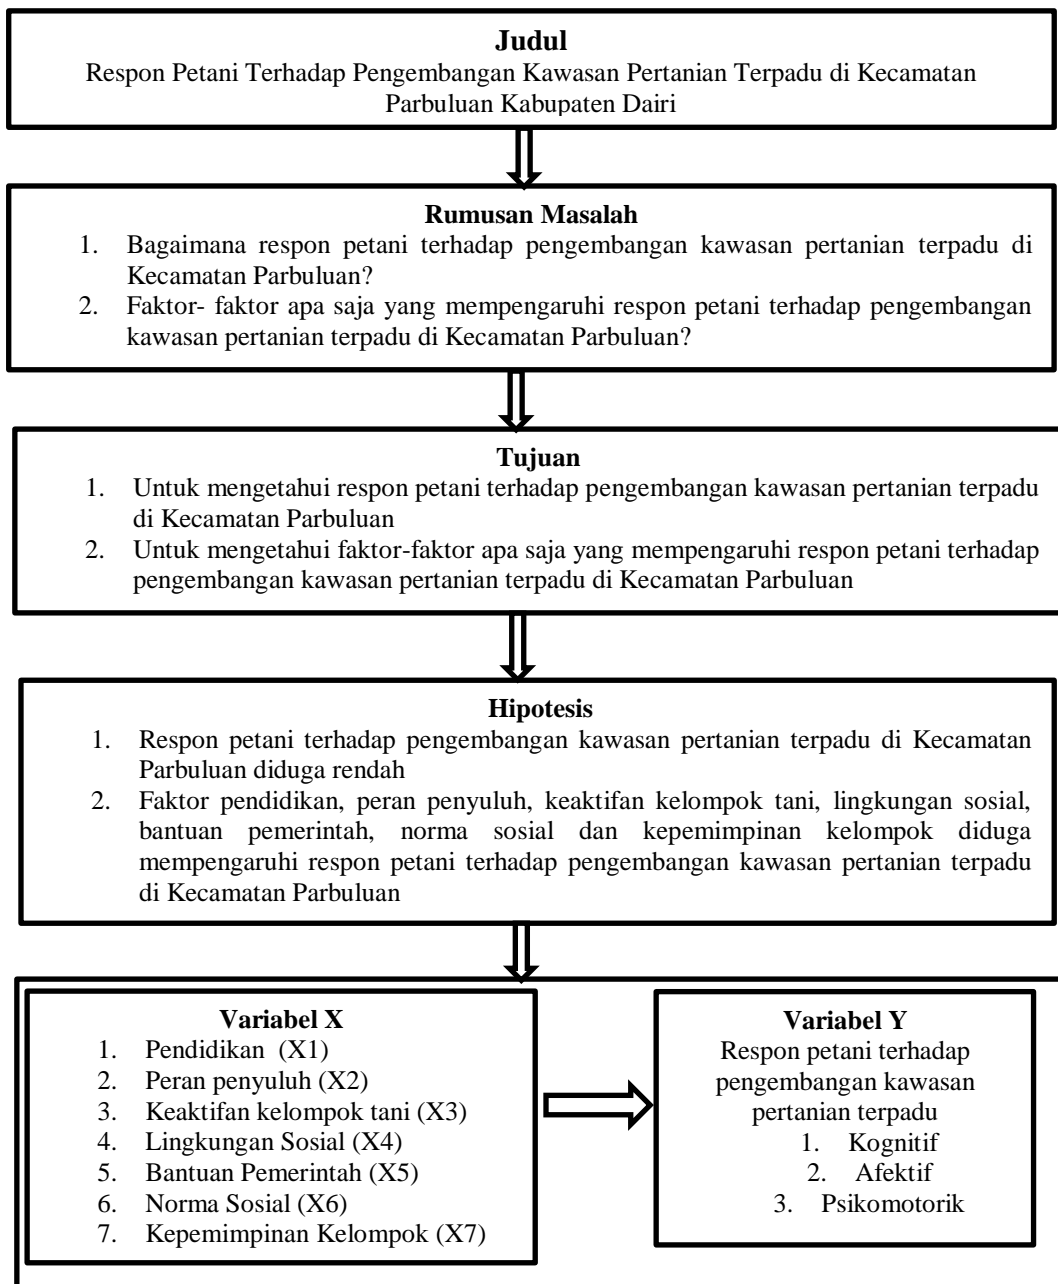 Judul
Respon Petani Terhadap Pengembangan Kawasan Pertanian Terpadu di Kecamatan
Parbuluan Kabupaten Dairi
Rumusan Masalah
1. Bagaimana respon petani terhadap pengembangan kawasan pertanian terpadu di
Kecamatan Parbuluan?
2. Faktor- faktor apa saja yang mempengaruhi respon petani terhadap pengembangan
kawasan pertanian terpadu di Kecamatan Parbuluan?
Tujuan
1. Untuk mengetahui respon petani terhadap pengembangan kawasan pertanian terpadu
di Kecamatan Parbuluan
2. Untuk mengetahui faktor-faktor apa saja yang mempengaruhi respon petani terhadap
pengembangan kawasan pertanian terpadu di Kecamatan Parbuluan
Hipotesis
1. Respon petani terhadap pengembangan kawasan pertanian terpadu di Kecamatan
Parbuluan diduga rendah
2. Faktor pendidikan, peran penyuluh, keaktifan kelompok tani, lingkungan sosial,
bantuan pemerintah, norma sosial dan kepemimpinan kelompok diduga
mempengaruhi respon petani terhadap pengembangan kawasan pertanian terpadu
di Kecamatan Parbuluan
Variabel X
1. Pendidikan (X1)
2. Peran penyuluh (X2)
3. Keaktifan kelompok tani (X3)
4. Lingkungan Sosial (X4)
5. Bantuan Pemerintah (X5)
6. Norma Sosial (X6)
7. Kepemimpinan Kelompok (X7)
Variabel Y
Respon petani terhadap
pengembangan kawasan
pertanian terpadu
1. Kognitif
2. Afektif
3. Psikomotorik